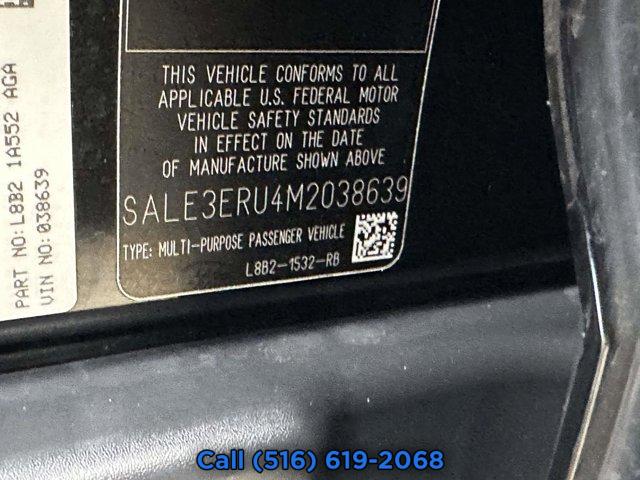 PART NO:L8B2 1A552 AGA
VIN NO:038639
THIS VEHICLE CONFORMS TO ALL
APPLICABLE U.S. FEDERAL MOTOR
VEHICLE SAFETY STANDARDS
IN EFFECT ON THE DATE
OF MANUFACTURE SHOWN ABOVE
SALE3ERU4M2038639
TYPE: MULTI-PURPOSE PASSENGER VEHICLE
L8B2-1532-RB
Call (516) 619-2068